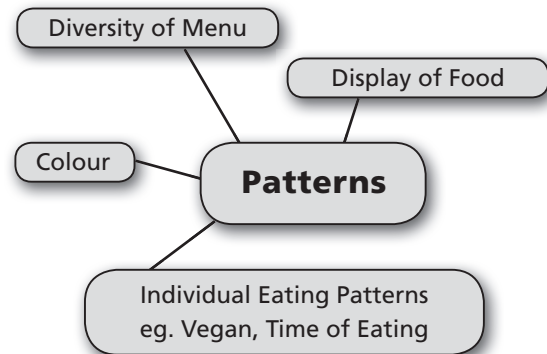 Diversity of Menu
Display of Food
Colour
Patterns
Individual Eating Patterns
eg. Vegan, Time of Eating